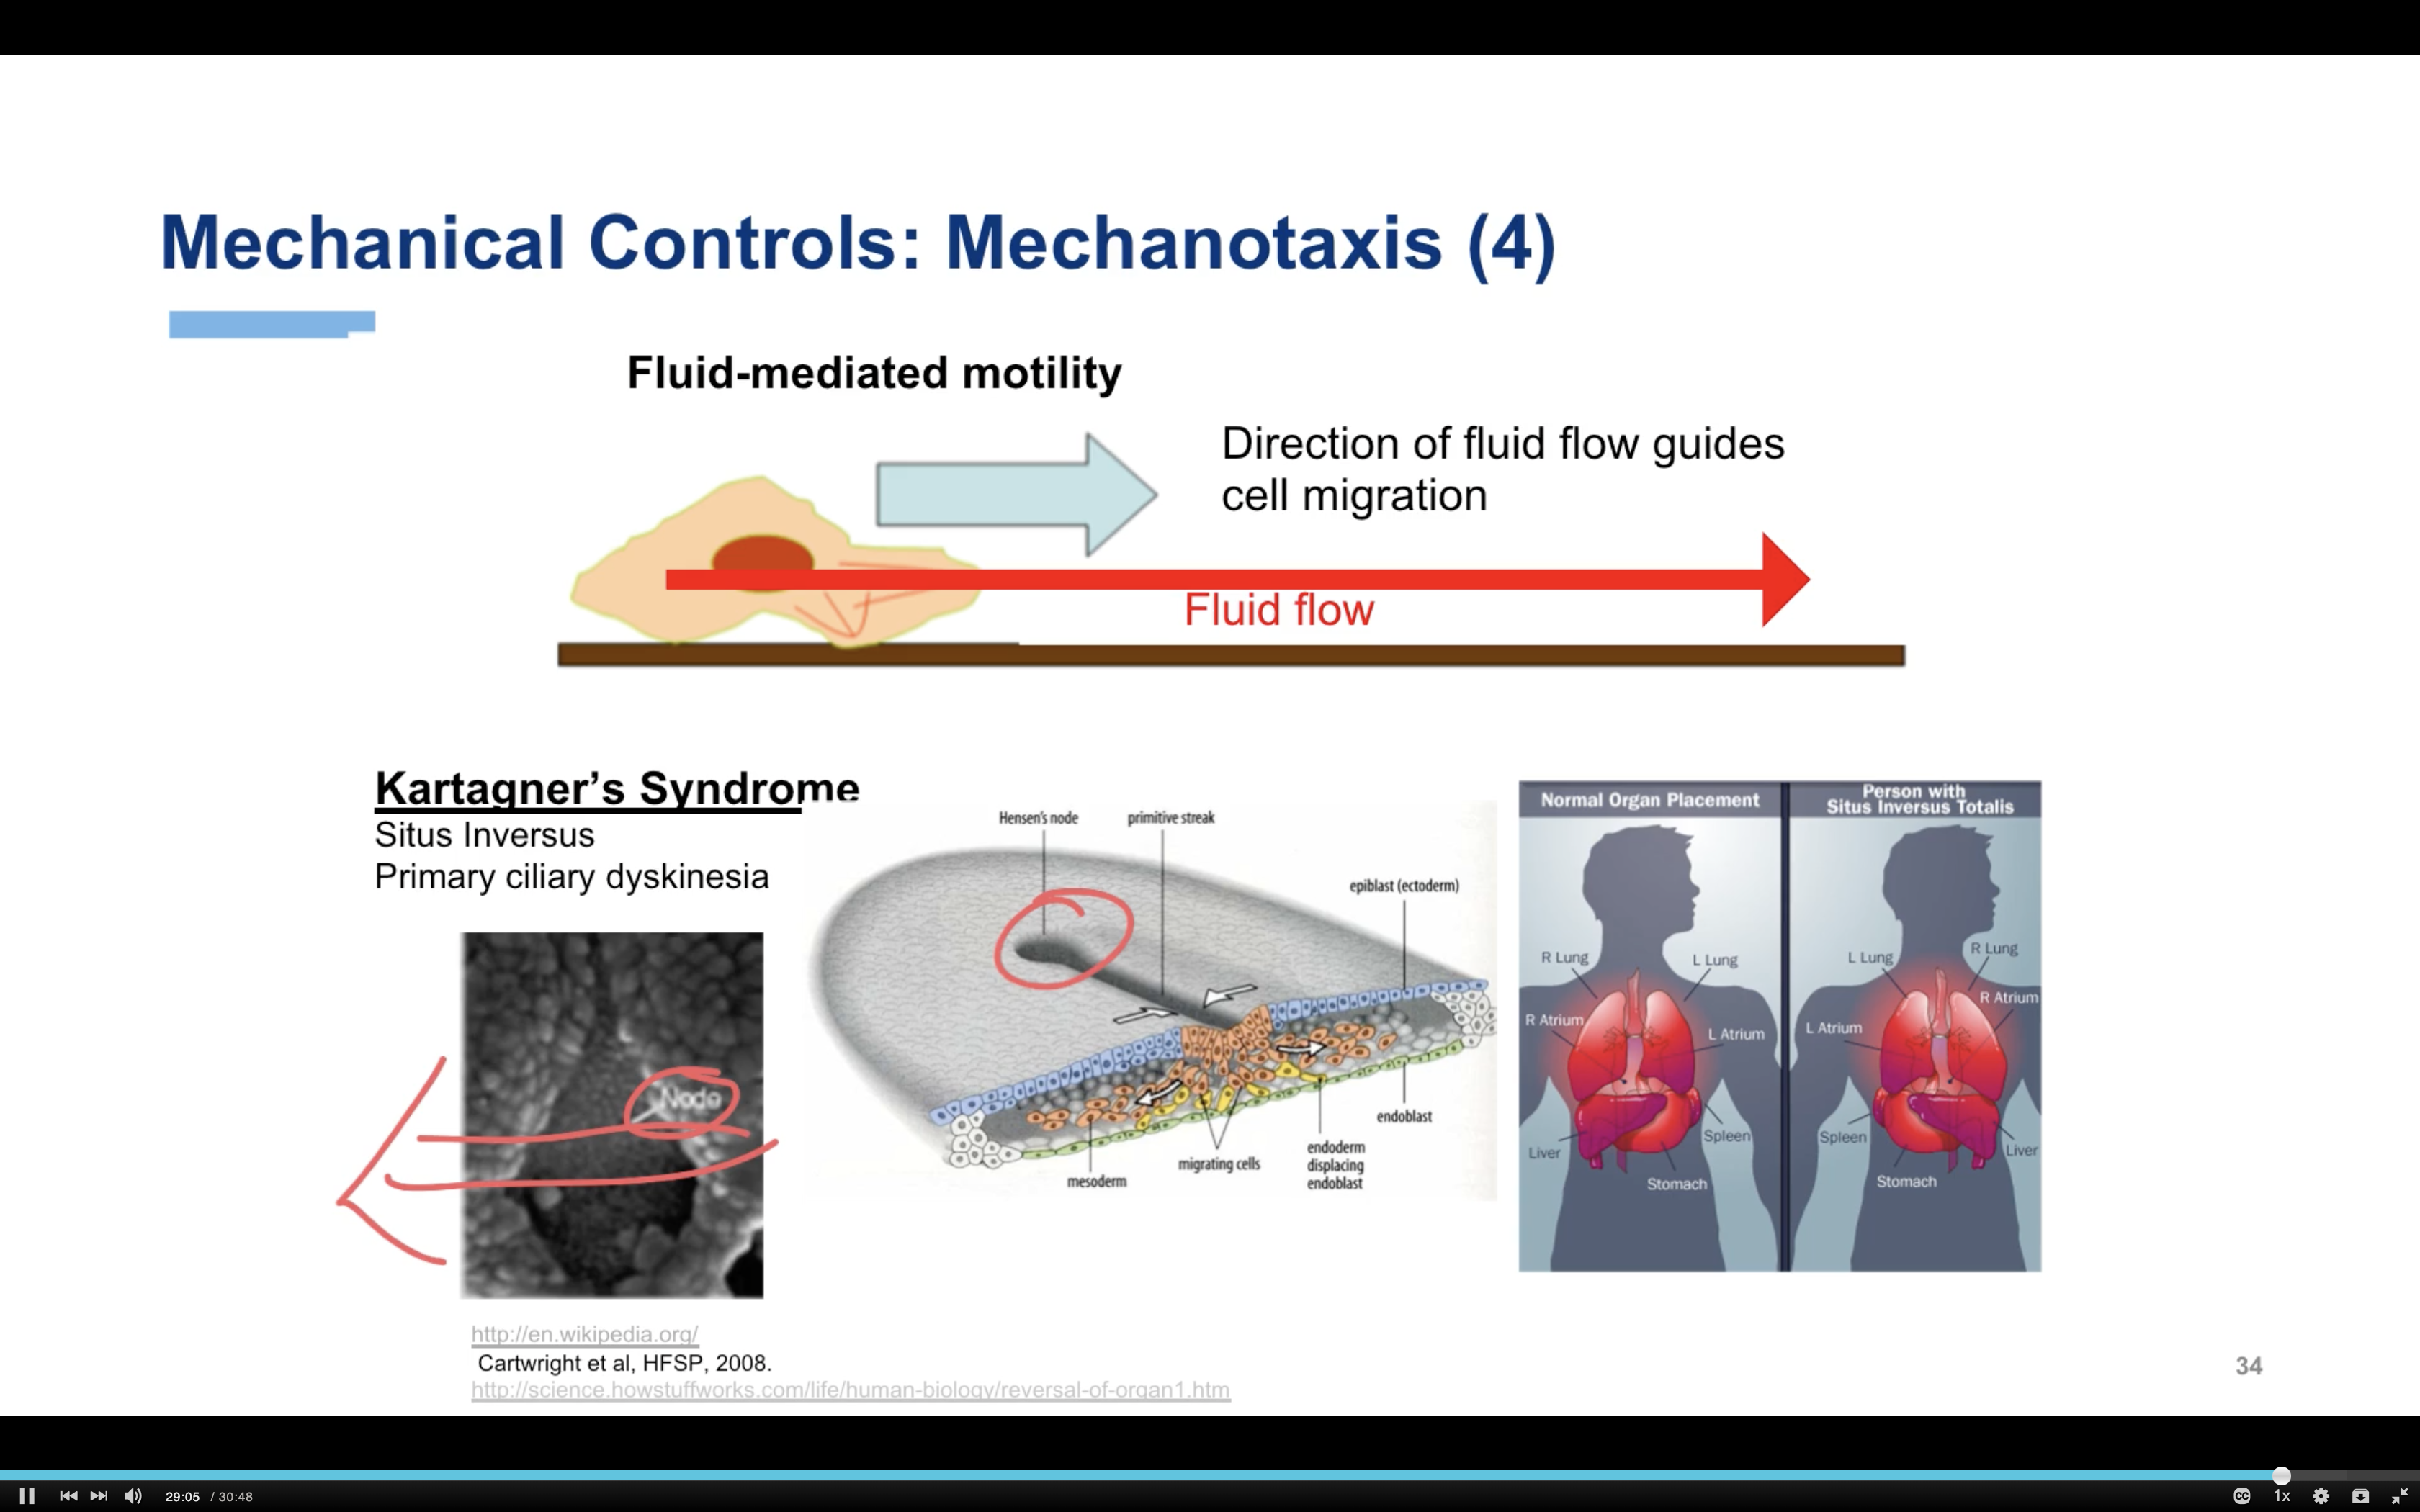 Mechanical Controls: Mechanotaxis (4)
Fluid-mediated motility
Direction of fluid flow guides
cell migration
Fluid flow
Kartagner's Syndrome
Situs Inversus
Primary ciliary dyskinesia
Node
Hensen's node
primitive streak
epiblast (ectoderm)
endoblast
endoderm
displacing
endoblast
migrating cells
mesoderm
Normal Organ Placement
R Lung
L Lung
R Atrium
L Atrium
Liver
Spleen
Stomach
Person with
Situs Inversus Totalis
L Lung
R Lung
R Atrium
L Atrium
Spleen
Liver
Stomach
http://en.wikipedia.org/
Cartwright et al, HFSP, 2008.
http://science.howstuffworks.com/life/human-biology/reversal-of-organ1.htm
34
29:05 / 30:48
CC
1x